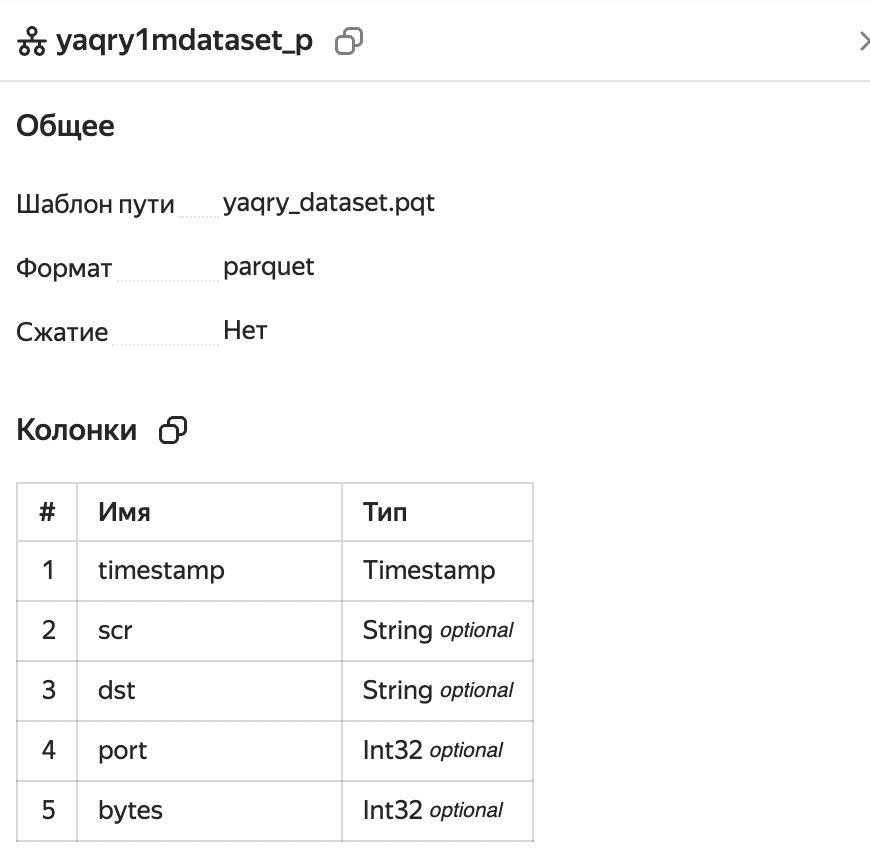 yaqry1mdataset_p
Общее
Шаблон пути yaqry_dataset.pqt
Формат parquet
Сжатие Нет
Колонки
# Имя Тип
1 timestamp Timestamp
2 scr String optional
3 dst String optional
4 port Int32 optional
5 bytes Int32 optional